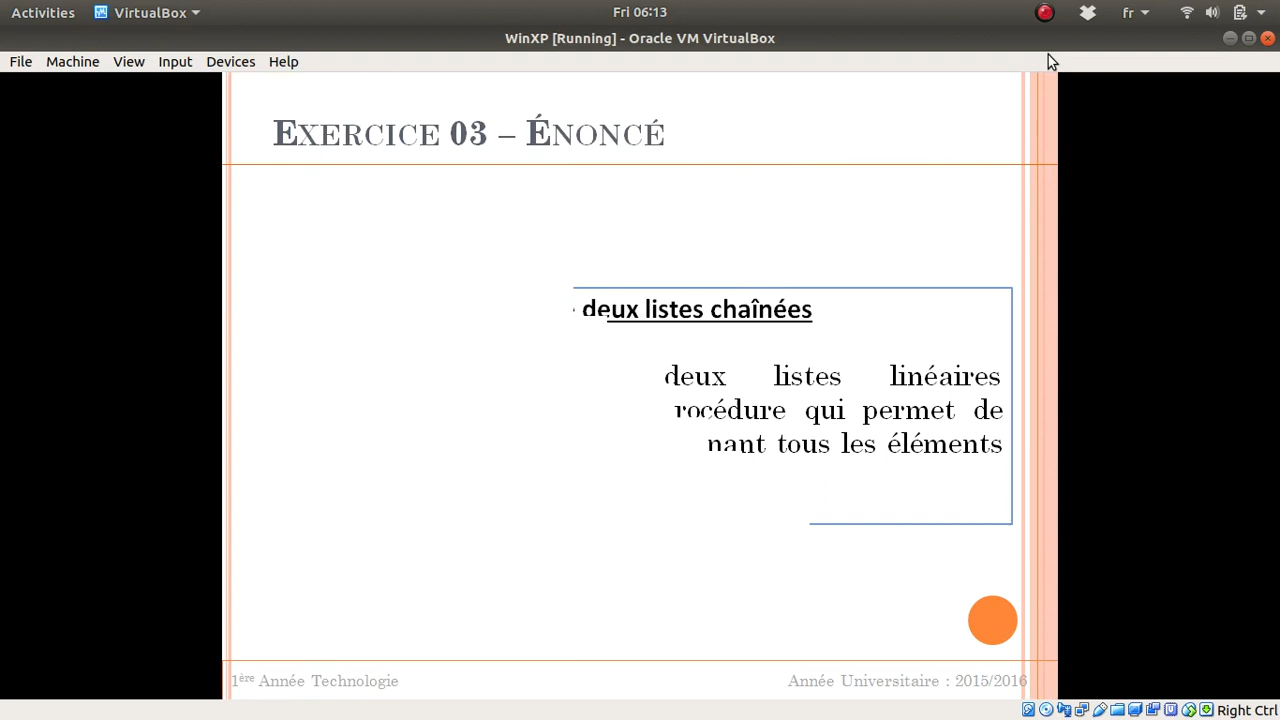 Activities VirtualBox Fri 06:13 fr
WinXP [Running] - Oracle VM VirtualBox
File Machine View Input Devices Help
EXERCICE 03 – ÉNONCÉ
deux listes chaînées
deux listes linéaires
rocédure qui permet de
nant tous les éléments
1ère Année Technologie
Année Universitaire : 2015/2016
Right Ctrl